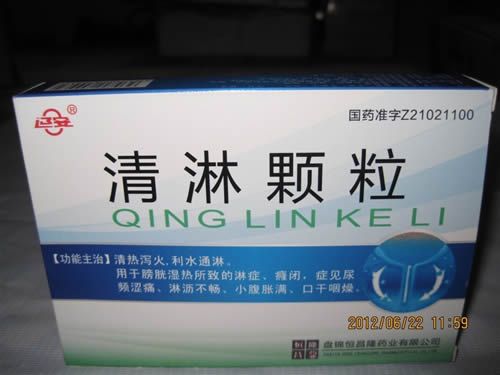 国药准字Z21021100
清淋颗粒
QING LIN KE LI
【功能主治】清热泻火,利水通淋。
用于膀胱湿热所致的淋症、癃闭，症见尿
频涩痛、淋沥不畅、小腹胀满、口干咽燥。
2012/06/22 11:59
盘锦恒昌隆药业有限公司